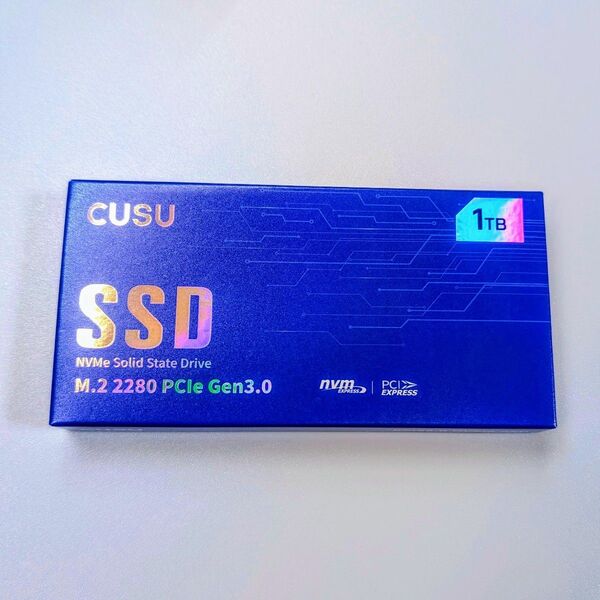 CUSU
1TB
SSD
NVMe Solid State Drive
M.2 2280 PCIe Gen3.0
nvm EXPRESS | PCI EXPRESS